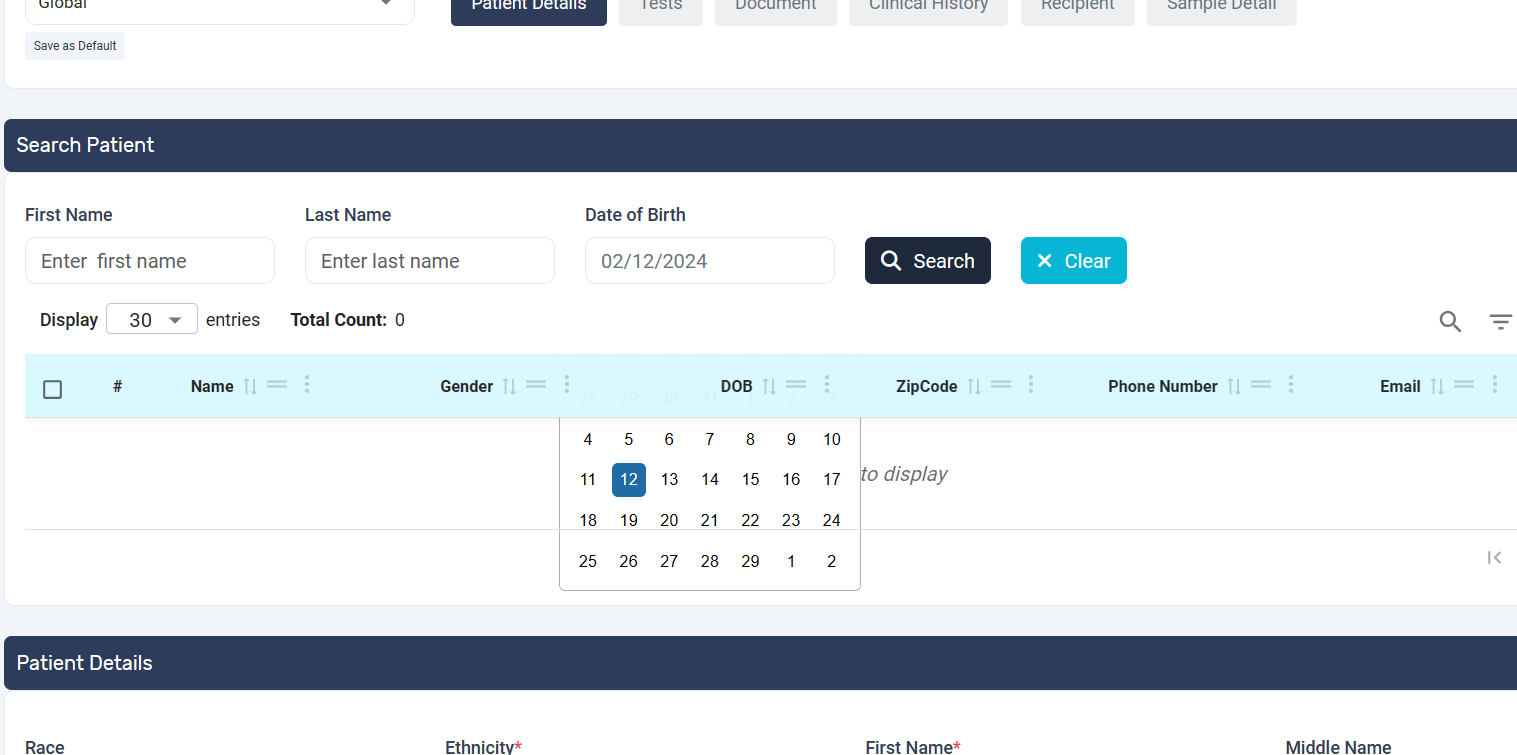 Global
Patient Details
Tests
Document
Clinical History
Recipient
Sample Detail
Save as Default
Search Patient
First Name
Last Name
Date of Birth
Enter  first name
Enter last name
02/12/2024
Search
Clear
Display 30 entries
Total Count: 0
# Name Gender DOB ZipCode Phone Number Email
28 29 30 31 1 2 3
4 5 6 7 8 9 10
11 12 13 14 15 16 17
to display
18 19 20 21 22 23 24
25 26 27 28 29 1 2
Patient Details
Race
Ethnicity*
First Name*
Middle Name